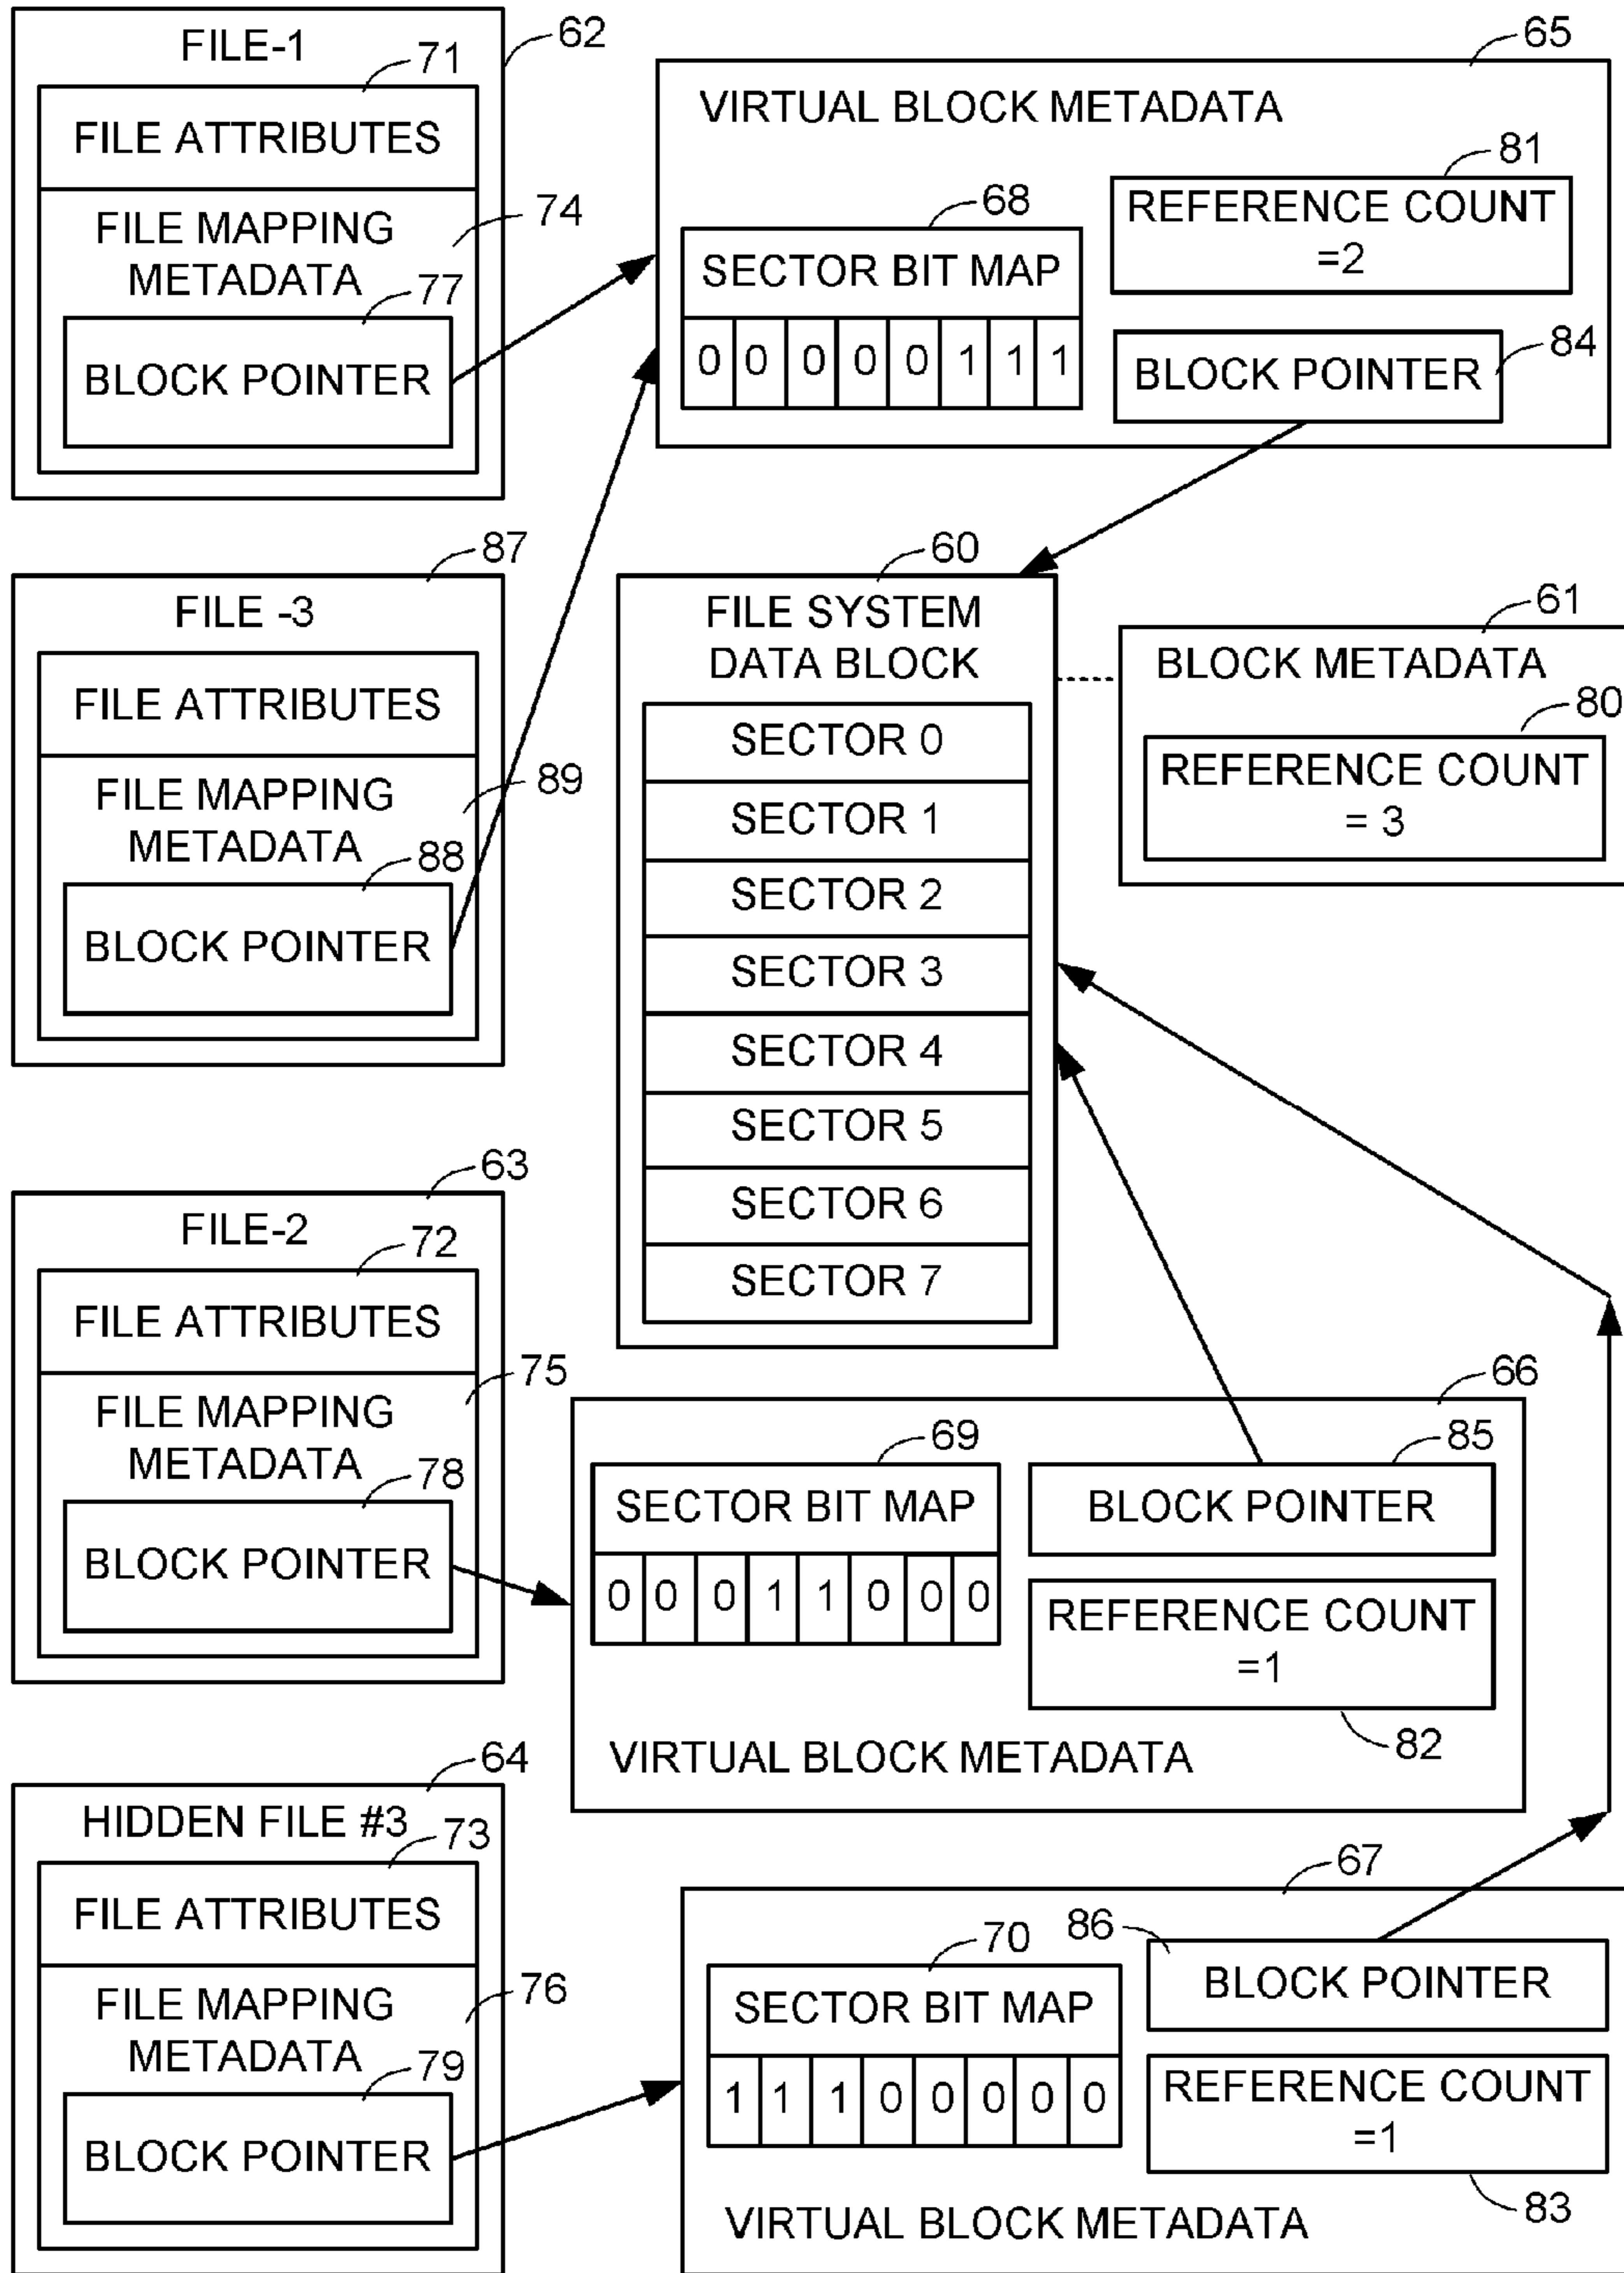 FILE-1
62
71
FILE ATTRIBUTES
74
FILE MAPPING
METADATA
77
BLOCK POINTER
65
VIRTUAL BLOCK METADATA
81
68
REFERENCE COUNT
=2
SECTOR BIT MAP
0 0 0 0 0 1 1 1
84
BLOCK POINTER
87
FILE -3
FILE ATTRIBUTES
FILE MAPPING
METADATA
89
88
BLOCK POINTER
60
FILE SYSTEM
DATA BLOCK
SECTOR 0
SECTOR 1
SECTOR 2
SECTOR 3
SECTOR 4
SECTOR 5
SECTOR 6
SECTOR 7
61
BLOCK METADATA
80
REFERENCE COUNT
= 3
63
FILE-2
72
FILE ATTRIBUTES
75
FILE MAPPING
METADATA
78
BLOCK POINTER
66
69
85
SECTOR BIT MAP
0 0 0 1 1 0 0 0
BLOCK POINTER
REFERENCE COUNT
=1
82
VIRTUAL BLOCK METADATA
64
HIDDEN FILE #3
73
FILE ATTRIBUTES
76
FILE MAPPING
METADATA
79
BLOCK POINTER
67
70
86
SECTOR BIT MAP
1 1 1 0 0 0 0 0
BLOCK POINTER
REFERENCE COUNT
=1
83
VIRTUAL BLOCK METADATA